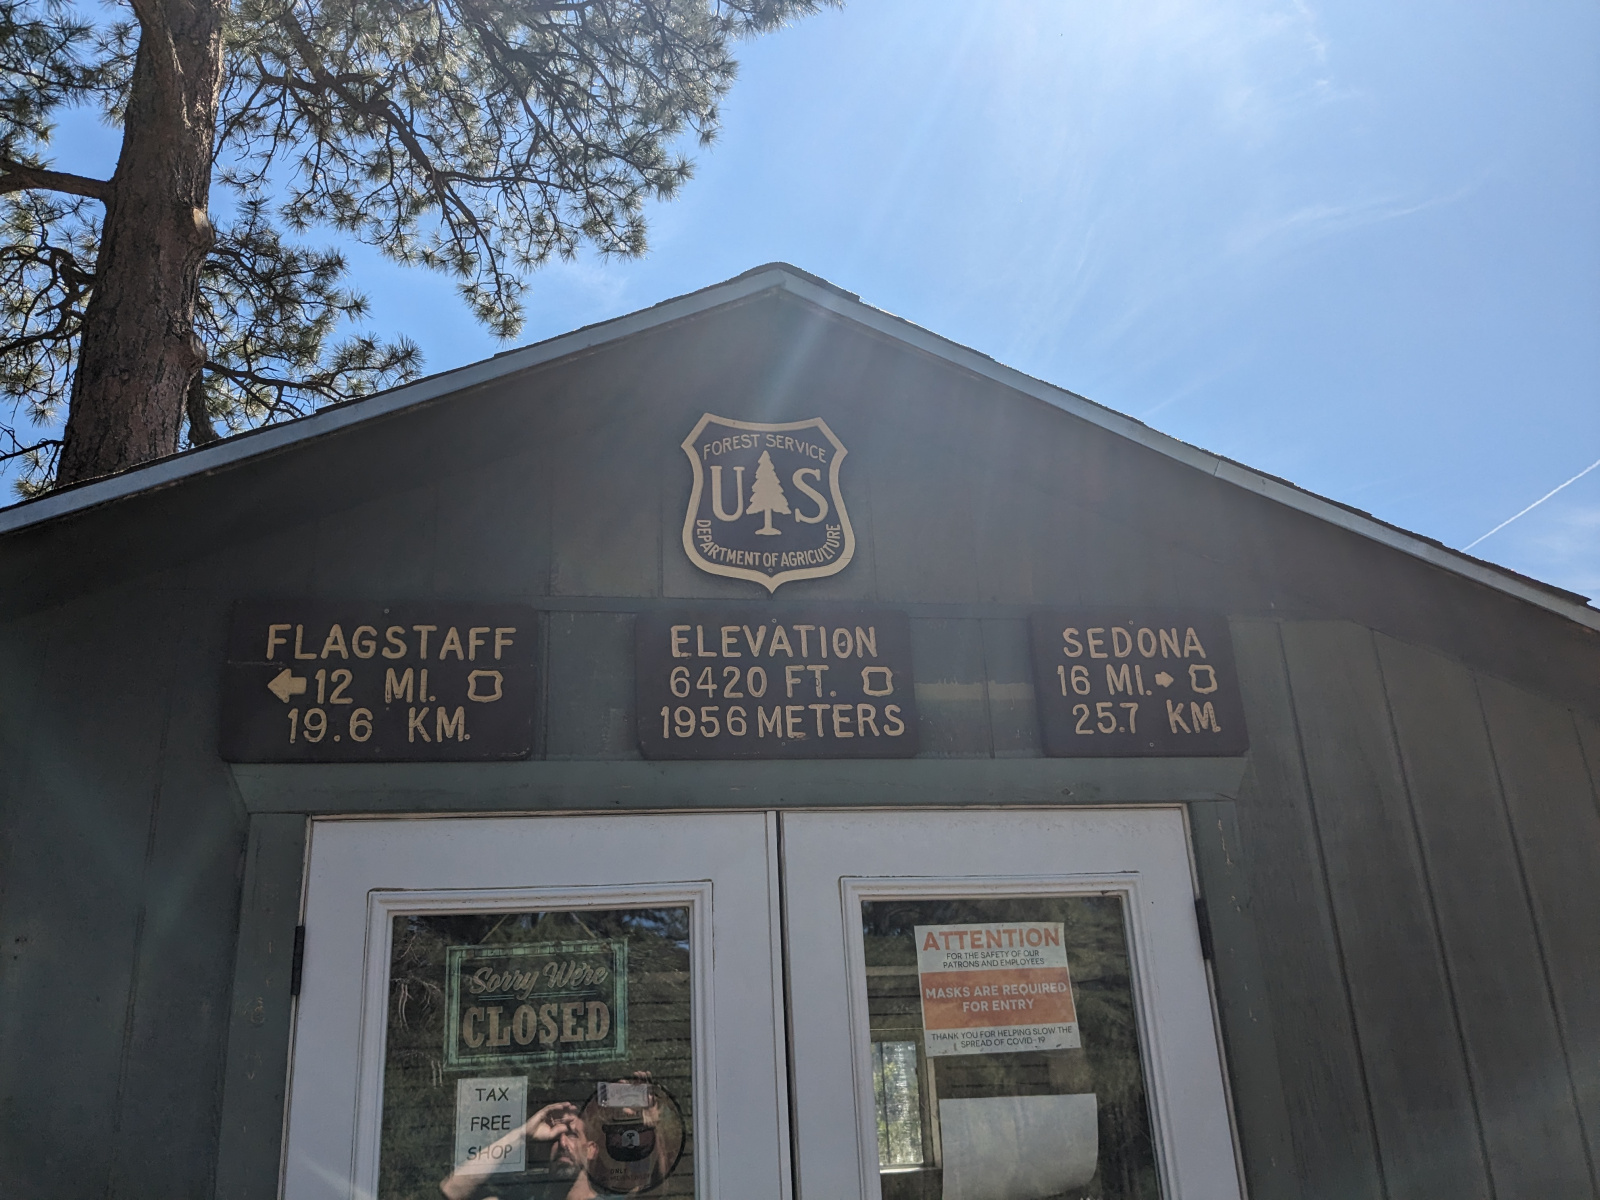 FOREST SERVICE
U S
DEPARTMENT OF AGRICULTURE
FLAGSTAFF
12 MI.
19.6 KM.
ELEVATION
6420 FT.
1956 METERS
SEDONA
16 MI.
25.7 KM.
Sorry We're
CLOSED
TAX
FREE
SHOP
ATTENTION
FOR THE SAFETY OF OUR
PATRONS AND EMPLOYEES
MASKS ARE REQUIRED
FOR ENTRY
THANK YOU FOR HELPING SLOW THE
SPREAD OF COVID-19